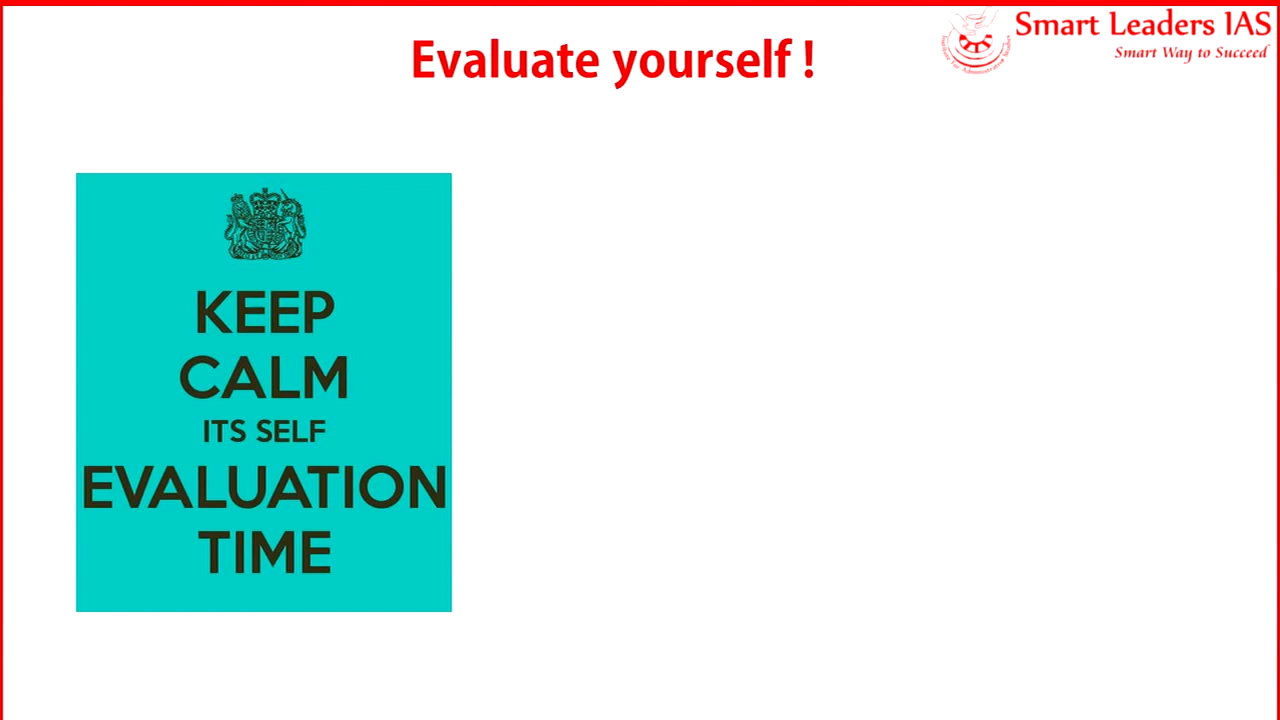 Evaluate yourself !
Smart Leaders IAS
Smart Way to Succeed
KEEP
CALM
ITS SELF
EVALUATION
TIME